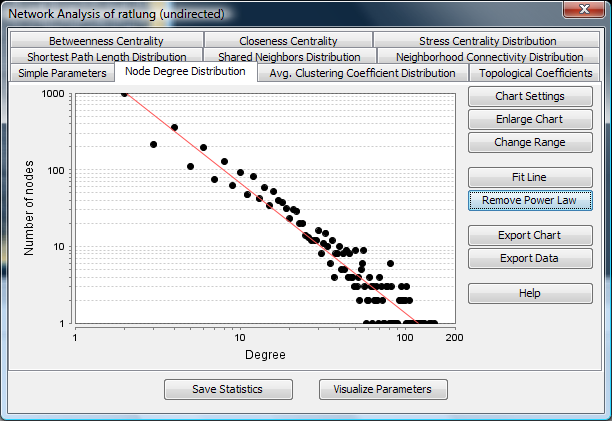 Network Analysis of ratlung (undirected)
Betweenness Centrality Closeness Centrality Stress Centrality Distribution
Shortest Path Length Distribution Shared Neighbors Distribution Neighborhood Connectivity Distribution
Simple Parameters Node Degree Distribution Avg. Clustering Coefficient Distribution Topological Coefficients
1000
100
10
1
Number of nodes
1 10 100 200
Degree
Chart Settings
Enlarge Chart
Change Range
Fit Line
Remove Power Law
Export Chart
Export Data
Help
Save Statistics Visualize Parameters